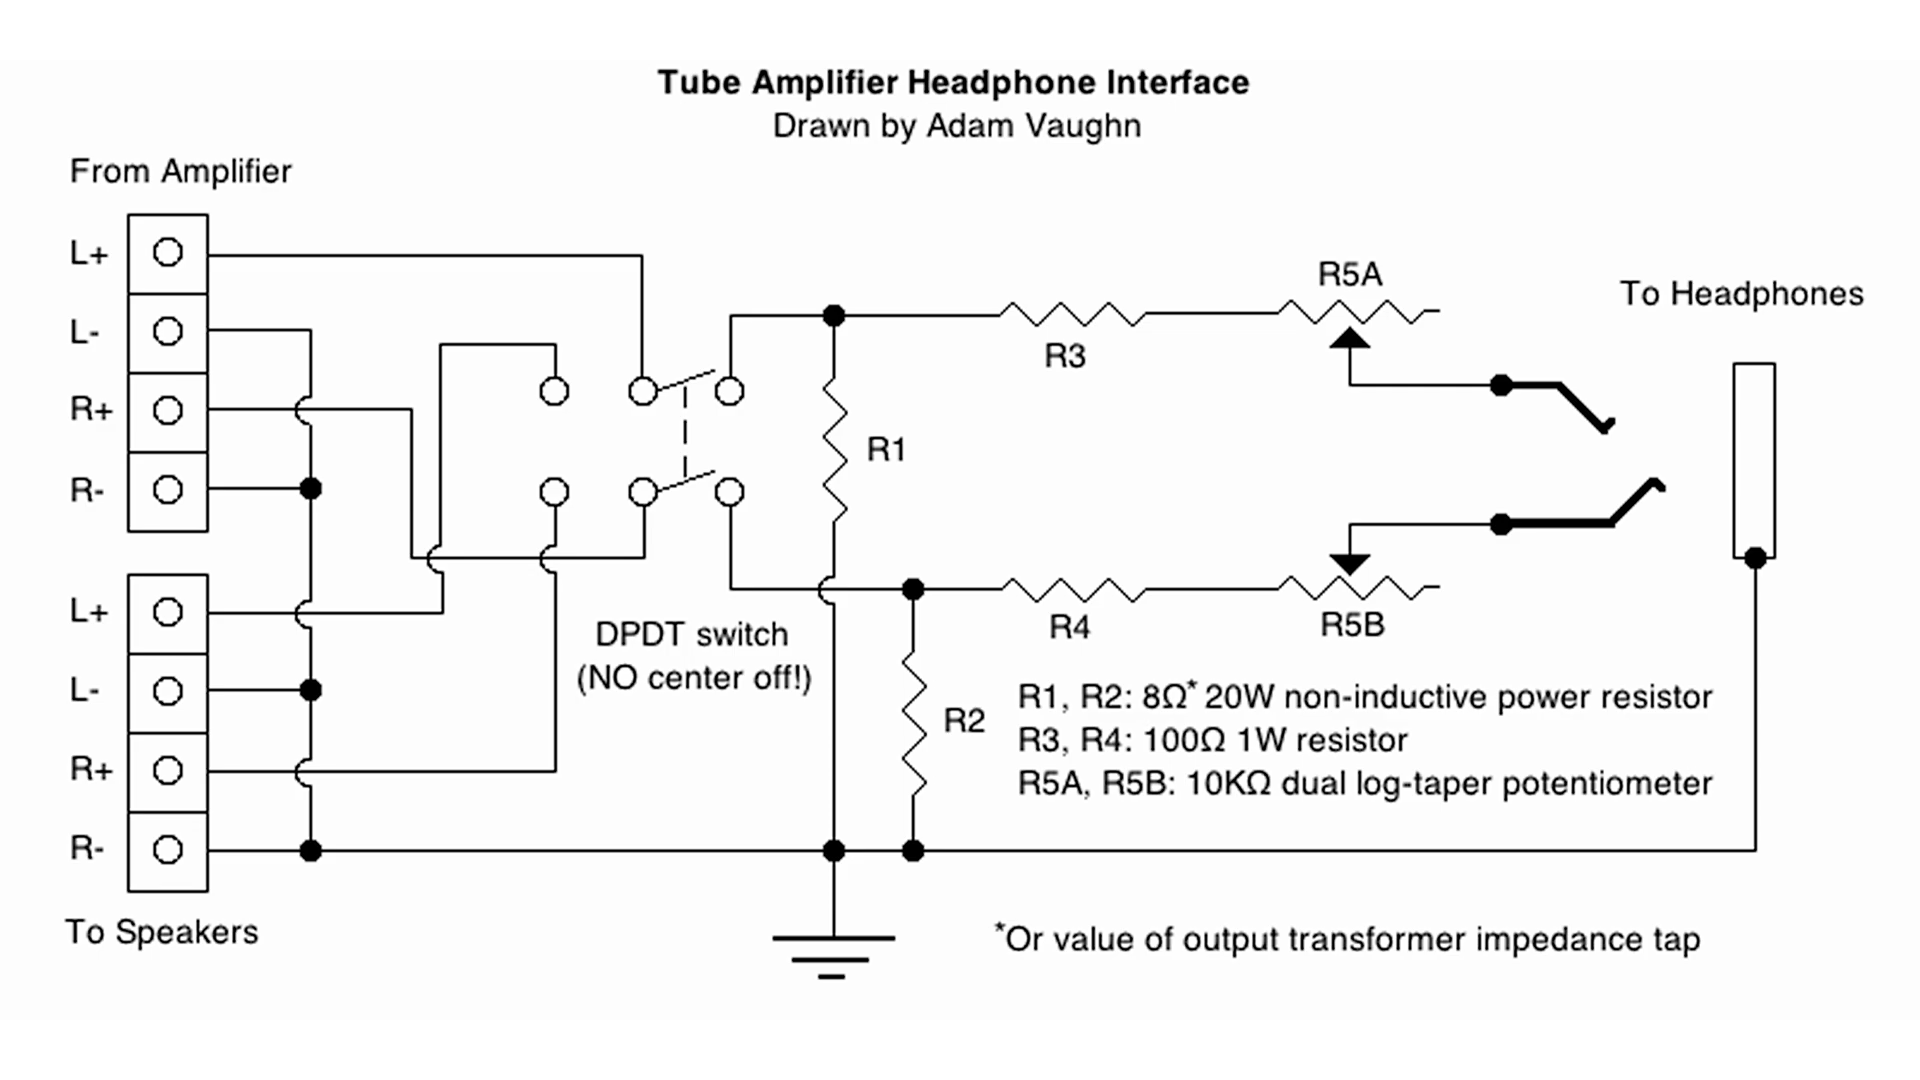 Tube Amplifier Headphone Interface
Drawn by Adam Vaughn
From Amplifier
L+
L-
R+
R-
L+
L-
R+
R-
To Speakers
DPDT switch
(NO center off!)
R1
R2
R3
R4
R5A
R5B
To Headphones
R1, R2: 8Ω* 20W non-inductive power resistor
R3, R4: 100Ω 1W resistor
R5A, R5B: 10KΩ dual log-taper potentiometer
*Or value of output transformer impedance tap